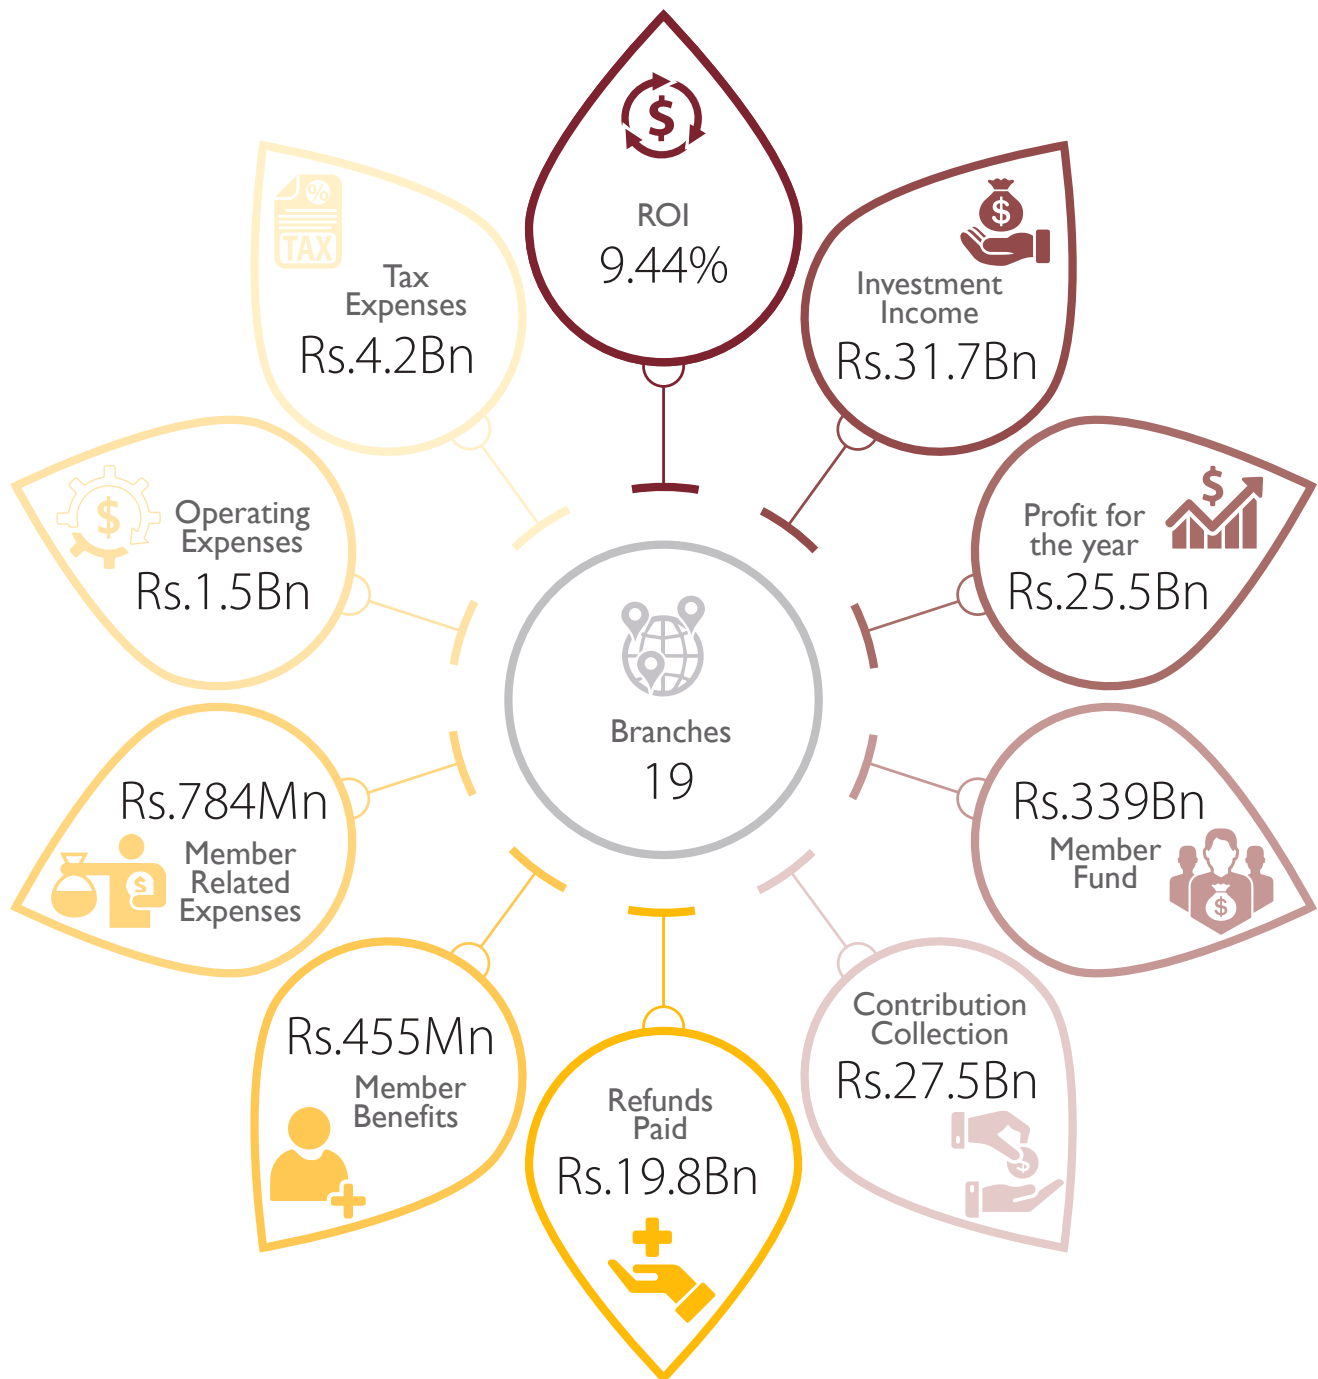 $
ROI
9.44%
$
Investment
Income
Rs.31.7Bn
$
Profit for
the year
Rs.25.5Bn
Rs.339Bn
Member
Fund
$
Contribution
Collection
Rs.27.5Bn
$
Refunds
Paid
Rs.19.8Bn
Rs.455Mn
Member
Benefits
Rs.784Mn
Member
Related
Expenses
$
$
Operating
Expenses
Rs.1.5Bn
%
TAX
Tax
Expenses
Rs.4.2Bn
Branches
19